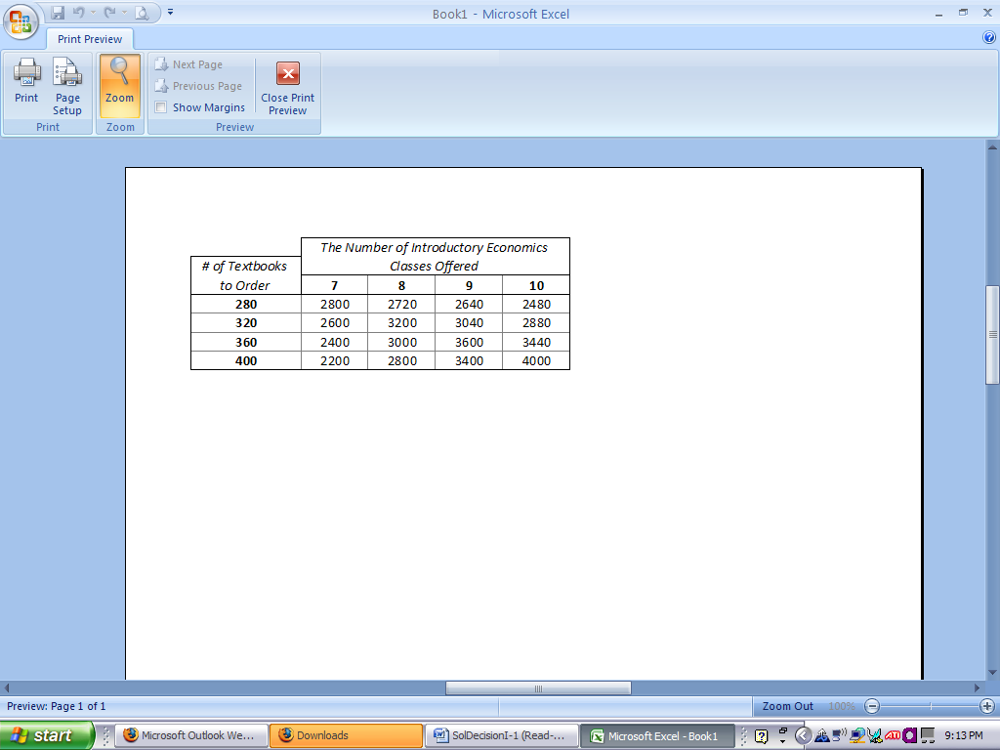 Book1 - Microsoft Excel
Print Preview
Print
Page Setup
Zoom
Next Page
Previous Page
Show Margins
Close Print Preview
Print
Zoom
Preview
The Number of Introductory Economics
Classes Offered
# of Textbooks
to Order
7 8 9 10
280 2800 2720 2640 2480
320 2600 3200 3040 2880
360 2400 3000 3600 3440
400 2200 2800 3400 4000
Preview: Page 1 of 1
Zoom Out 100%
start
Microsoft Outlook We...
Downloads
SolDecisionI-1 (Read-...
Microsoft Excel - Book1
ATI
9:13 PM